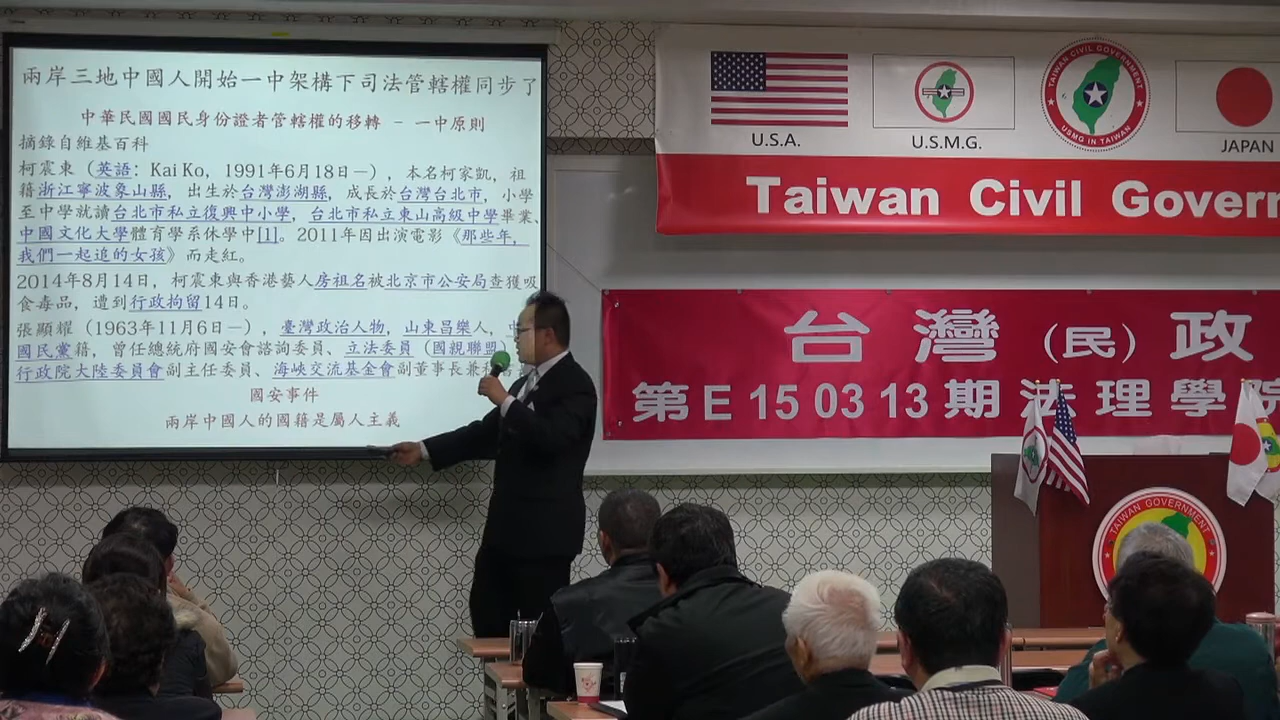 兩岸三地中國人開始一中架構下司法管轄權同步了
中華民國國民身份證者管轄權的移轉 – 一中原則
摘錄自維基百科
柯震東（英語：Kai Ko，1991年6月18日－），本名柯家凱，祖
籍浙江寧波象山縣，出生於台灣澎湖縣，成長於台灣台北市，小學
至中學就讀台北市私立復興中小學，台北市私立東山高級中學畢業、
中國文化大學體育學系休學中[1]。2011年因出演電影《那些年，
我們一起追的女孩》而走紅。
2014年8月14日，柯震東與香港藝人房祖名被北京市公安局查獲吸
食毒品，遭到行政拘留14日。
張顯耀（1963年11月6日－），臺灣政治人物，山東昌樂人，
國民黨籍，曾任總統府國安會諮詢委員、立法委員（國親聯盟
行政院大陸委員會副主任委員、海峽交流基金會副董事長兼
國安事件
兩岸中國人的國籍是屬人主義
U.S.A.
U.S.M.G.
TAIWAN CIVIL GOVERNMENT
USMG IN TAIWAN
JAPAN
Taiwan Civil Govern
台灣（民）政
第E150313期法理學院
TAIWAN GOVERNMENT